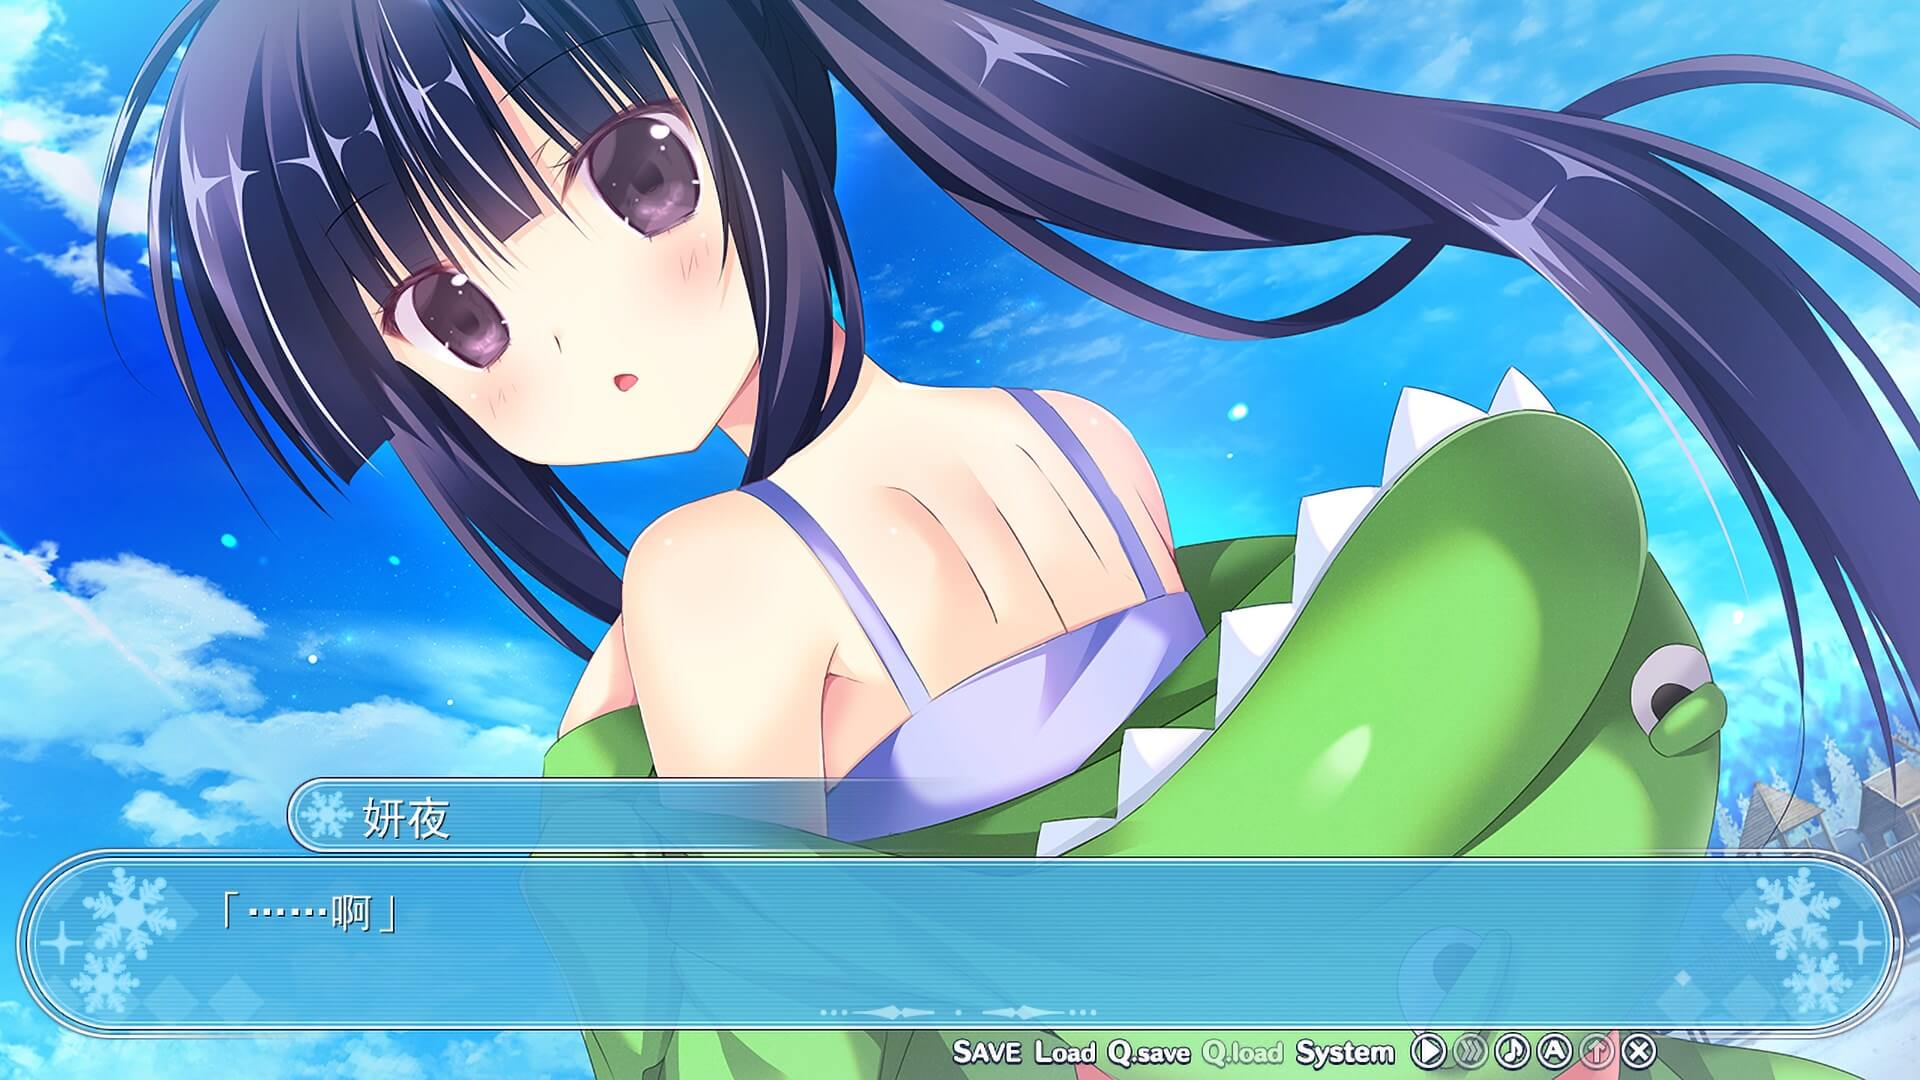 妍夜
「……啊」
SAVE Load Q.save Q.load System